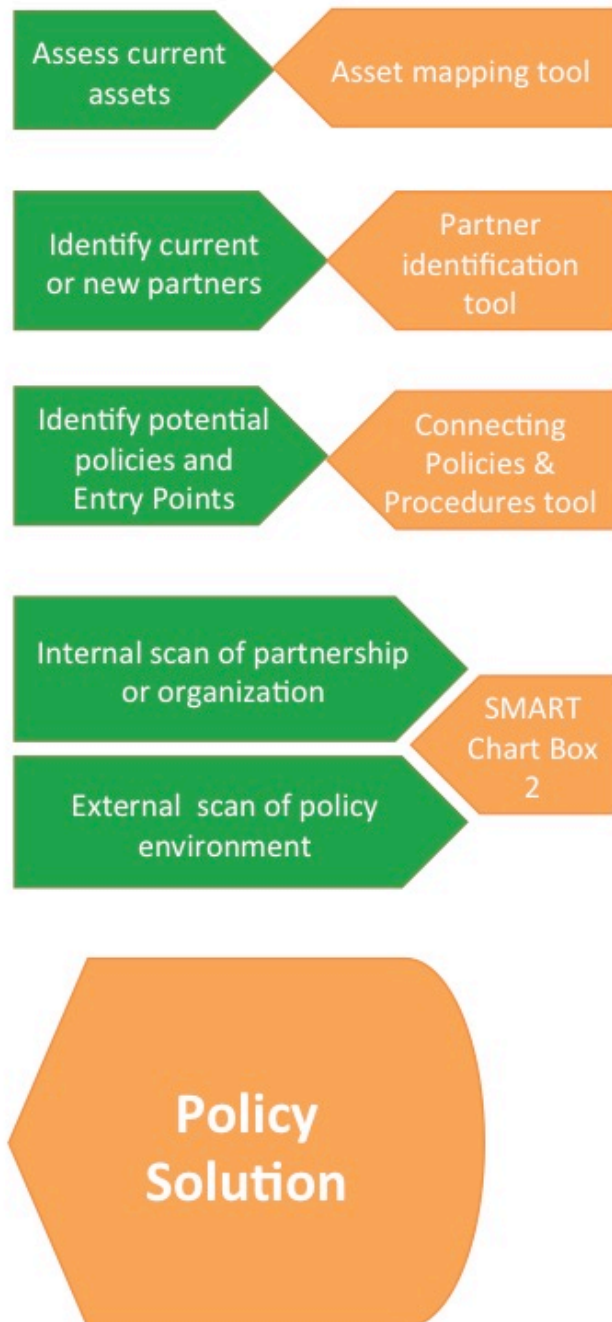 Assess current
assets
Asset mapping tool
Identify current
or new partners
Partner
identification
tool
Identify potential
policies and
Entry Points
Connecting
Policies &
Procedures tool
Internal scan of partnership
or organization
External scan of policy
environment
SMART
Chart Box
2
Policy
Solution